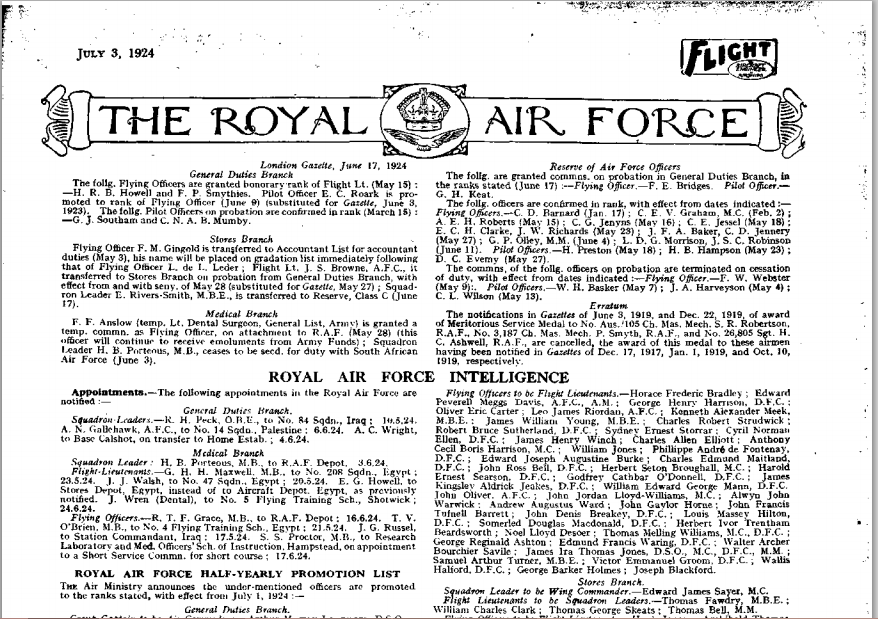 JULY 3, 1924
FLIGHT
THE ROYAL AIR FORCE
London Gazette, June 17, 1924
General Duties Branch
The follg. Flying Officers are granted honorary rank of Flight Lt. (May 15) :
—H. R. B. Howell and F. P. Smythies. Pilot Officer E. C. Roark is pro-
moted to rank of Flying Officer (June 9) (substituted for Gazette, June 3,
1923). The follg. Pilot Officers on probation are confirmed in rank (March 18) :
—G. J. Southam and C. N. A. B. Mumby.
Stores Branch
Flying Officer F. M. Gingold is transferred to Accountant List for accountant
duties (May 3), his name will be placed on gradation list immediately following
that of Flying Officer L. de L. Leder ; Flight Lt. J. S. Browne, A.F.C., it
transferred to Stores Branch on probation from General Duties Branch, with
effect from and with seny. of May 28 (substituted for Gazette, May 27) ; Squad-
ron Leader E. Rivers-Smith, M.B.E., is transferred to Reserve, Class C (June
17).
Medical Branch
F. F. Anslow (temp. Lt. Dental Surgeon, General List, Army) is granted a
temp. commn. as Flying Officer, on attachment to R.A.F. (May 28) (this
officer will continue to receive emoluments from Army Funds) ; Squadron
Leader H. B. Porteous, M.B., ceases to be secd. for duty with South African
Air Force (June 3).
Reserve of Air Force Officers
The follg. are granted commns. on probation in General Duties Branch, in
the ranks stated (June 17) :—Flying Officer.—F. E. Bridges. Pilot Officer.—
G. H. Keat.
The follg. officers are confirmed in rank, with effect from dates indicated :—
Flying Officers.—C. D. Barnard (Jan. 17) ; C. E. V. Graham, M.C. (Feb. 2) ;
A. E. H. Roberts (May 15) ; C. G. Jenyns (May 16) ; C. E. Jessel (May 18) ;
E. C. H. Clarke, J. W. Richards (May 23) ; J. F. A. Baker, C. D. Jennery
(May 27) ; G. P. Olley, M.M. (June 4) ; L. D. G. Morrison, J. S. C. Robinson
(June 11). Pilot Officers.—H. Preston (May 18) ; H. B. Hampson (May 23) ;
D. C. Evemy (May 27).
The commns. of the follg. officers on probation are terminated on cessation
of duty, with effect from dates indicated :—Flying Officer.—F. W. Webster
(May 9): Pilot Officers.—W. H. Basker (May 7) ; J. A. Harveyson (May 4) ;
C. L. Wilson (May 13).
Erratum
The notifications in Gazettes of June 3, 1919, and Dec. 22, 1919, of award
of Meritorious Service Medal to No. Aus./105 Ch. Mas. Mech. S. R. Robertson,
R.A.F., No. 3,187 Ch. Mas. Mech. P. Smyth, R.A.F., and No. 26,805 Sgt. H.
C. Ashwell, R.A.F., are cancelled, the award of this medal to these airmen
having been notified in Gazettes of Dec. 17, 1917, Jan. 1, 1919, and Oct. 10,
1919, respectively.
ROYAL AIR FORCE INTELLIGENCE
Appointments.—The following appointments in the Royal Air Force are
notified :—
General Duties Branch.
Squadron-Leaders.—R. H. Peck, O.B.E., to No. 84 Sqdn., Iraq ; 10.5.24.
A. N. Gallehawk, A.F.C., to No. 14 Sqdn., Palestine ; 6.6.24. A. C. Wright,
to Base Calshot, on transfer to Home Estab. ; 4.6.24.
Medical Branch
Squadron Leader : H. B. Porteous, M.B., to R.A.F. Depot, 3.6.24.
Flight-Lieutenants.—G. H. H. Maxwell, M.B., to No. 208 Sqdn., Egypt ;
23.5.24. J. J. Walsh, to No. 47 Sqdn., Egypt ; 20.5.24. E. G. Howell, to
Stores Depot, Egypt, instead of to Aircraft Depot, Egypt, as previously
notified. J. Wren (Dental), to No. 5 Flying Training Sch., Shotwick ;
24.6.24.
Flying Officers.—R. T. F. Grace, M.B., to R.A.F. Depot ; 16.6.24. T. V.
O'Brien, M.B., to No. 4 Flying Training Sch., Egypt ; 21.5.24. J. G. Russel,
to Station Commandant, Iraq ; 17.5.24. S. S. Proctor, M.B., to Research
Laboratory and Med. Officers' Sch. of Instruction, Hampstead, on appointment
to a Short Service Commn. for short course ; 17.6.24.
ROYAL AIR FORCE HALF-YEARLY PROMOTION LIST
THE Air Ministry announces the under-mentioned officers are promoted
to the ranks stated, with effect from July 1, 1924 :—
General Duties Branch.
Flying Officers to be Flight Lieutenants.—Horace Frederick Bradley ; Edward
Peverell Meggs Davis, A.F.C., A.M. ; George Henry Harrison, D.F.C. ;
Oliver Eric Carter ; Leo James Riordan, A.F.C. ; Kenneth Alexander Meek,
M.B.E. ; James William Young, M.B.E. ; Charles Robert Strudwick ;
Robert Bruce Sutherland, D.F.C. ; Sydney Ernest Storrar ; Cyril Norman
Ellen, D.F.C. ; James Henry Winch ; Charles Allen Elliott ; Anthony
Cecil Boris Harrison, M.C. ; William Jones ; Phillippe André de Fontenay,
D.F.C. ; Edward Joseph Augustine Burke ; Charles Edmund Maitland,
D.F.C. ; John Ross Bell, D.F.C. ; Herbert Seton Broughall, M.C. ; Harold
Ernest Searson, D.F.C. ; Godfrey Cathbar O'Donnell, D.F.C. ; James
Kingsley Aldrick Jeakes, D.F.C. ; William Edward George Mann, D.F.C.
John Oliver, A.F.C. ; John Jordan Lloyd-Williams, M.C. ; Alwyn John
Warwick ; Andrew Augustus Ward ; John Gaylor Horne ; John Francis
Tufnell Barrett ; John Denis Breakey, D.F.C. ; Louis Massey Hilton,
D.F.C. ; Somerled Douglas Macdonald, D.F.C. ; Herbert Ivor Trentham
Beardsworth ; Noel Lloyd Desoer ; Thomas Melling Williams, M.C., D.F.C. ;
George Reginald Ashton ; Edmund Francis Waring, D.F.C. ; Walter Archer
Bourchier Savile ; James Ira Thomas Jones, D.S.O., M.C., D.F.C., M.M. ;
Samuel Arthur Turner, M.B.E. ; Victor Emmanuel Groom, D.F.C. ; Wallis
Halford, D.F.C. ; George Barker Holmes ; Joseph Blackford.
Stores Branch.
Squadron Leader to be Wing Commander.—Edward James Sayer, M.C.
Flight Lieutenants to be Squadron Leaders.—Thomas Fawdry, M.B.E. ;
William Charles Clark ; Thomas George Skeats ; Thomas Bell, M.M.